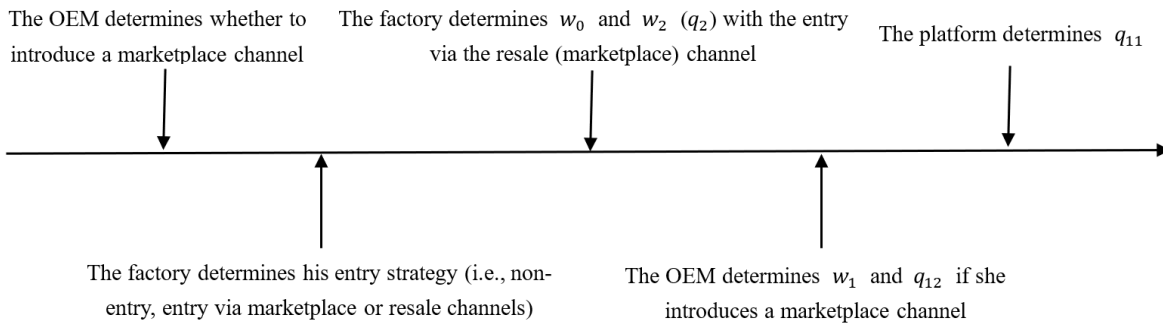 The OEM determines whether to
introduce a marketplace channel
The factory determines w₀ and w₂ (q₂) with the entry
via the resale (marketplace) channel
The platform determines q₁₁
The factory determines his entry strategy (i.e., non-
entry, entry via marketplace or resale channels)
The OEM determines w₁ and q₁₂ if she
introduces a marketplace channel